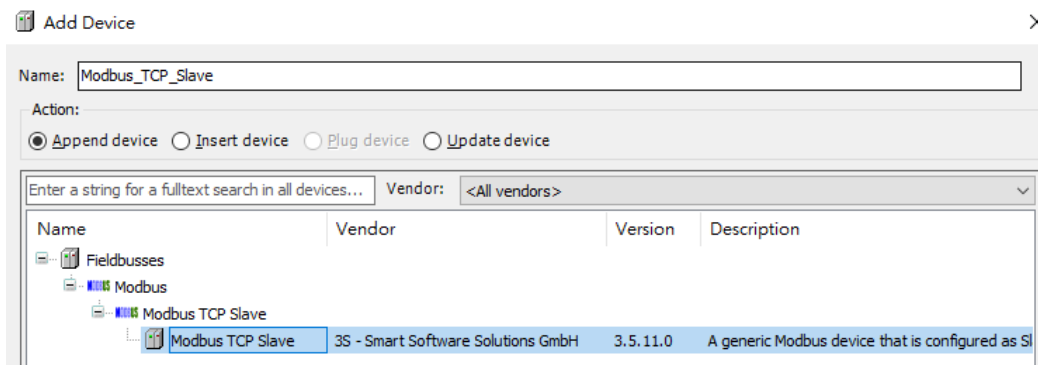 Add Device
Name: Modbus_TCP_Slave
Action:
Append device Insert device Plug device Update device
Enter a string for a fulltext search in all devices... Vendor: <All vendors>
Name Vendor Version Description
Fieldbusses
MODBUS Modbus
MODBUS Modbus TCP Slave
Modbus TCP Slave 3S - Smart Software Solutions GmbH 3.5.11.0 A generic Modbus device that is configured as Sl